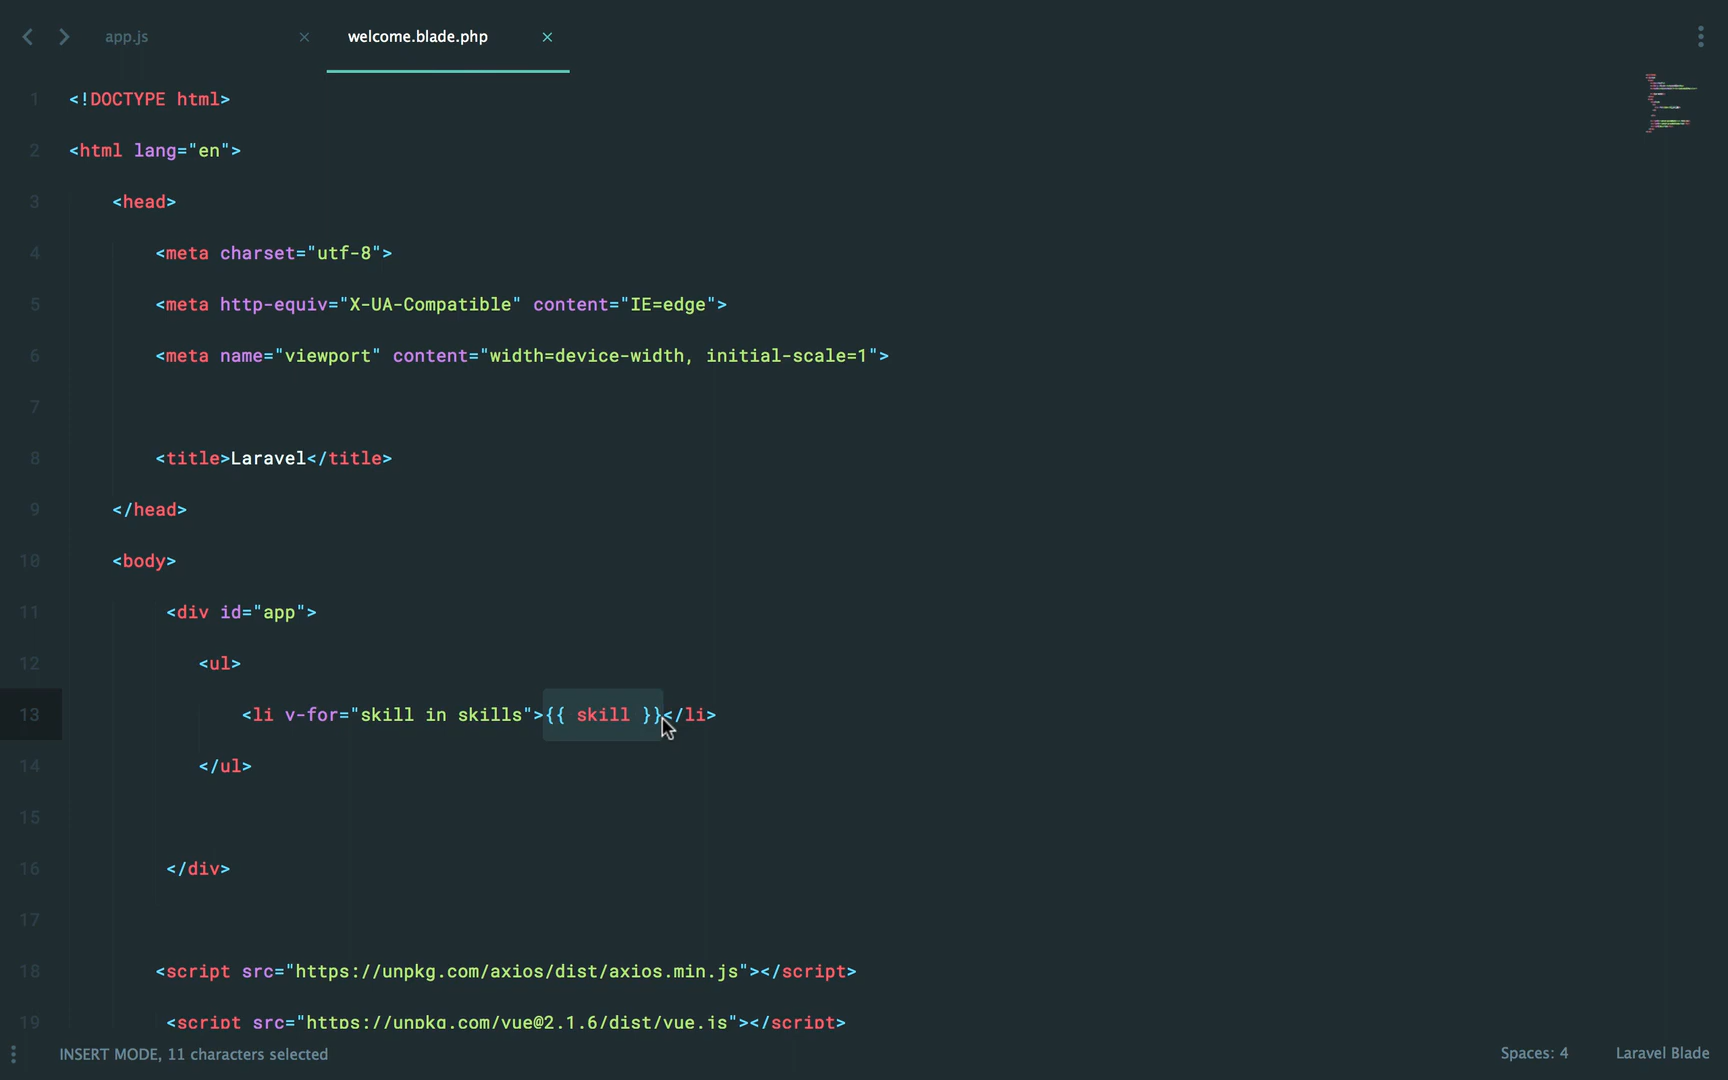 app.js × welcome.blade.php ×
1 <!DOCTYPE html>
2 <html lang="en">
3 <head>
4 <meta charset="utf-8">
5 <meta http-equiv="X-UA-Compatible" content="IE=edge">
6 <meta name="viewport" content="width=device-width, initial-scale=1">
7
8 <title>Laravel</title>
9 </head>
10 <body>
11 <div id="app">
12 <ul>
13 <li v-for="skill in skills">{{ skill }}</li>
14 </ul>
15
16 </div>
17
18 <script src="https://unpkg.com/axios/dist/axios.min.js"></script>
19 <script src="https://unpkg.com/vue@2.1.6/dist/vue.js"></script>
INSERT MODE, 11 characters selected Spaces: 4 Laravel Blade